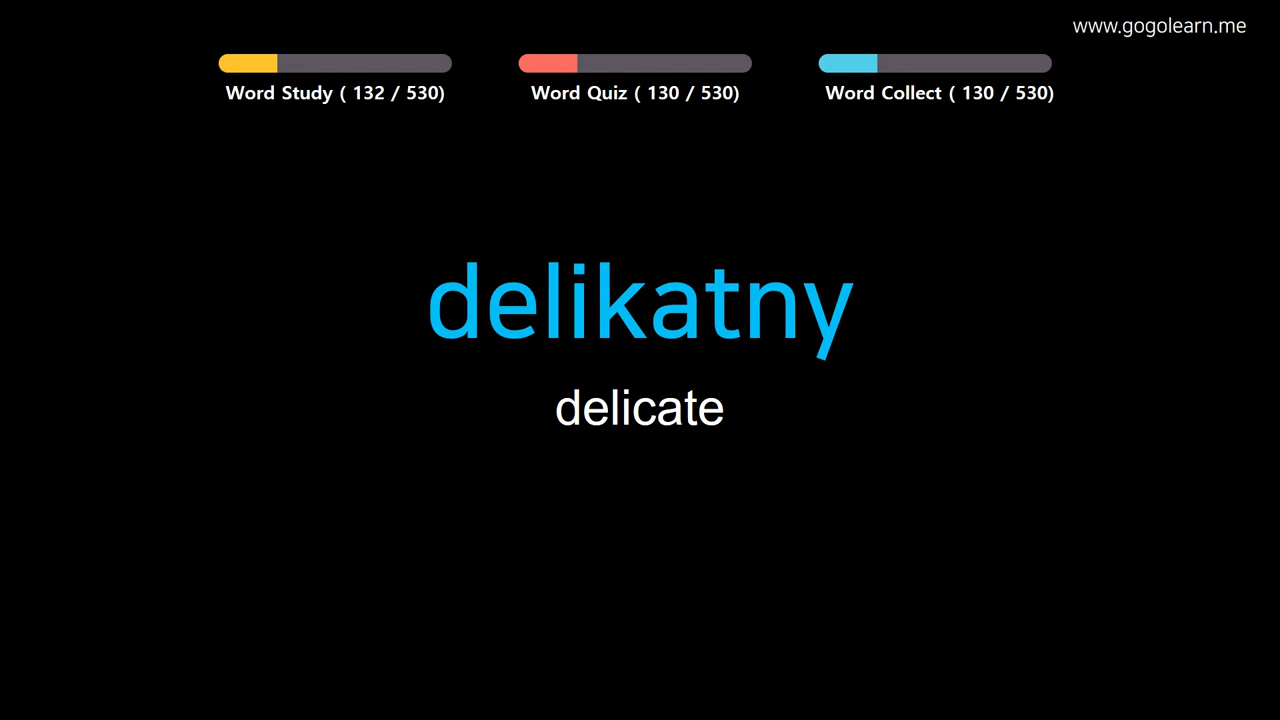 www.gogolearn.me
Word Study ( 132 / 530)
Word Quiz ( 130 / 530)
Word Collect ( 130 / 530)
delikatny
delicate